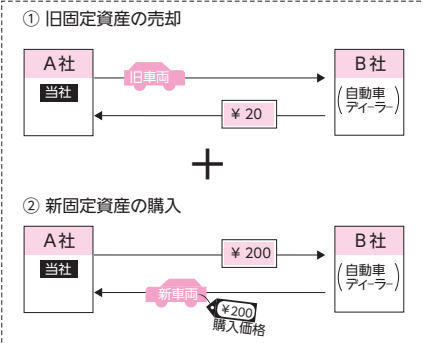 ① 旧固定資産の売却
A社
当社
旧車両
¥ 20
B社
(自動車
ディーラー)
+
② 新固定資産の購入
A社
当社
¥ 200
新車両
¥200
購入価格
B社
(自動車
ディーラー)